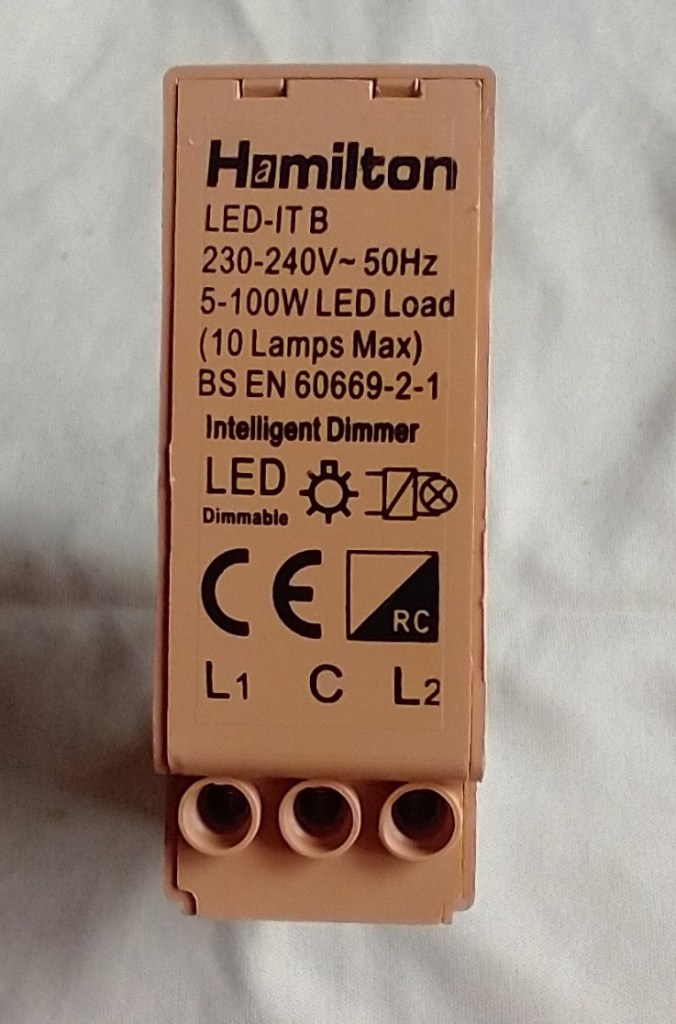 Hamilton
LED-IT B
230-240V~ 50Hz
5-100W LED Load
(10 Lamps Max)
BS EN 60669-2-1
Intelligent Dimmer
LED
Dimmable
CE
RC
L1 C L2